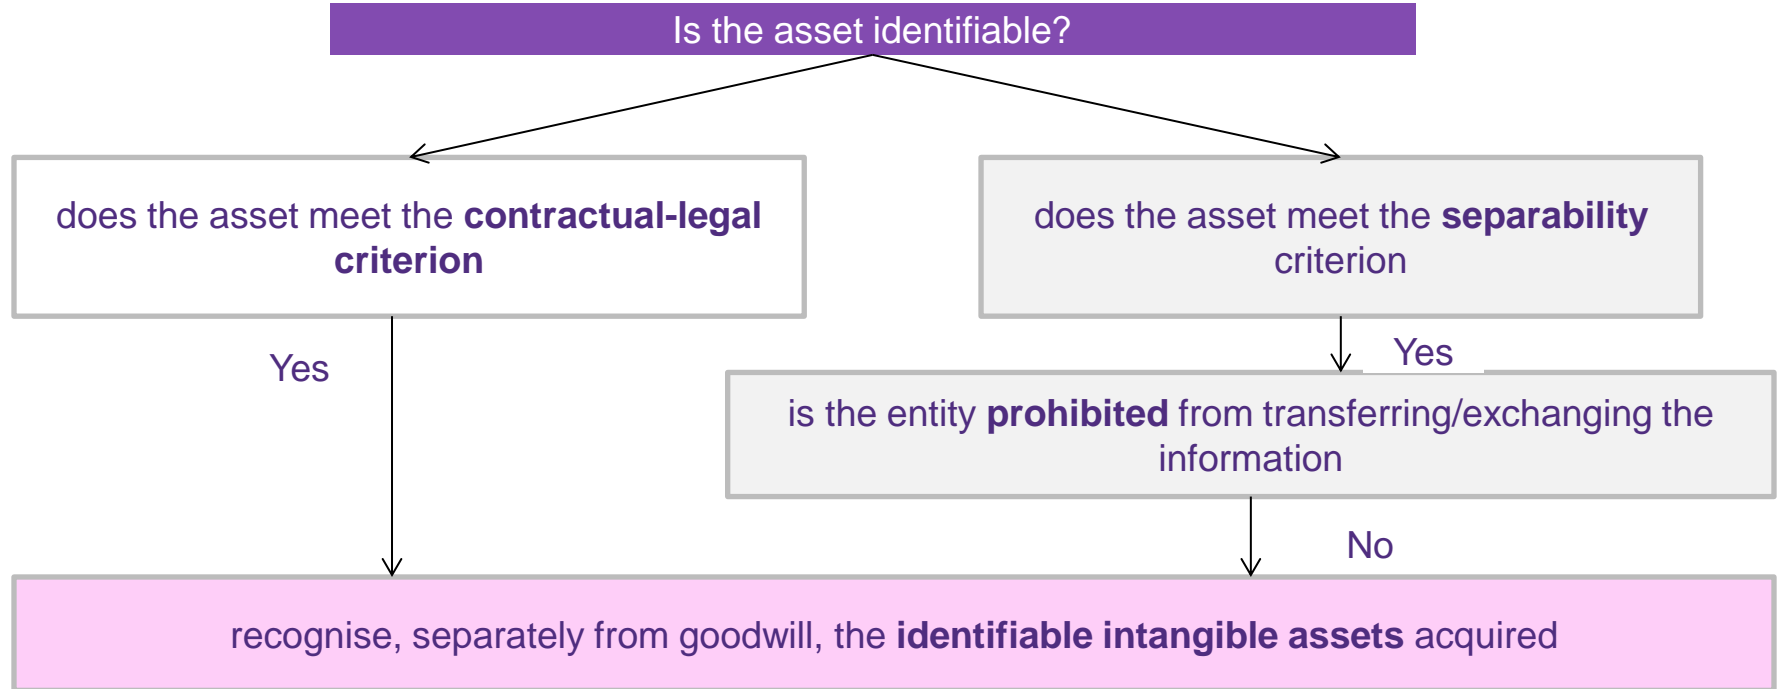 Is the asset identifiable?
does the asset meet the contractual-legal
criterion
does the asset meet the separability
criterion
Yes
Yes
is the entity prohibited from transferring/exchanging the
information
No
recognise, separately from goodwill, the identifiable intangible assets acquired